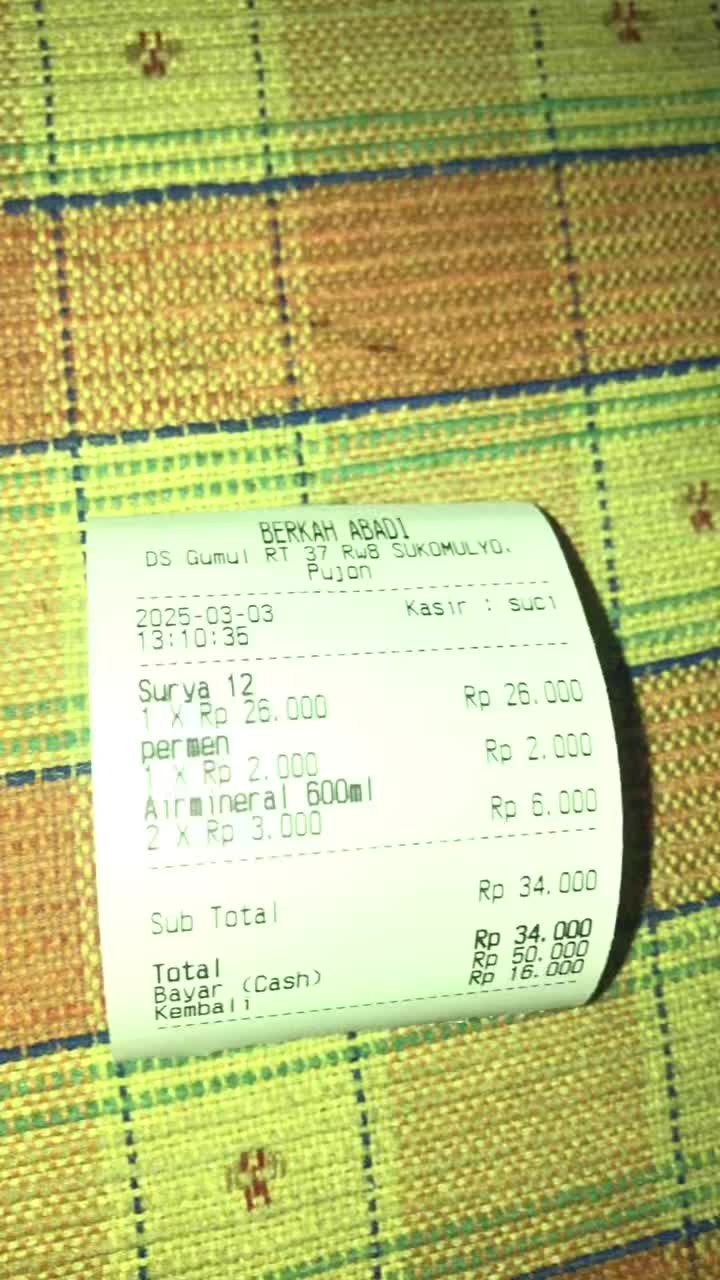 BERKAH ABADI
DS Gumul RT 37 RW8 SUKOMULYO.
Pujon
2025-03-03 Kasir : suci
13:10:35
Surya 12
1 X Rp 26.000 Rp 26.000
permen
1 X Rp 2.000 Rp 2.000
Airmineral 600ml
2 X Rp 3.000 Rp 6.000
Sub Total Rp 34.000
Total Rp 34.000
Bayar (Cash) Rp 50.000
Kembali Rp 16.000